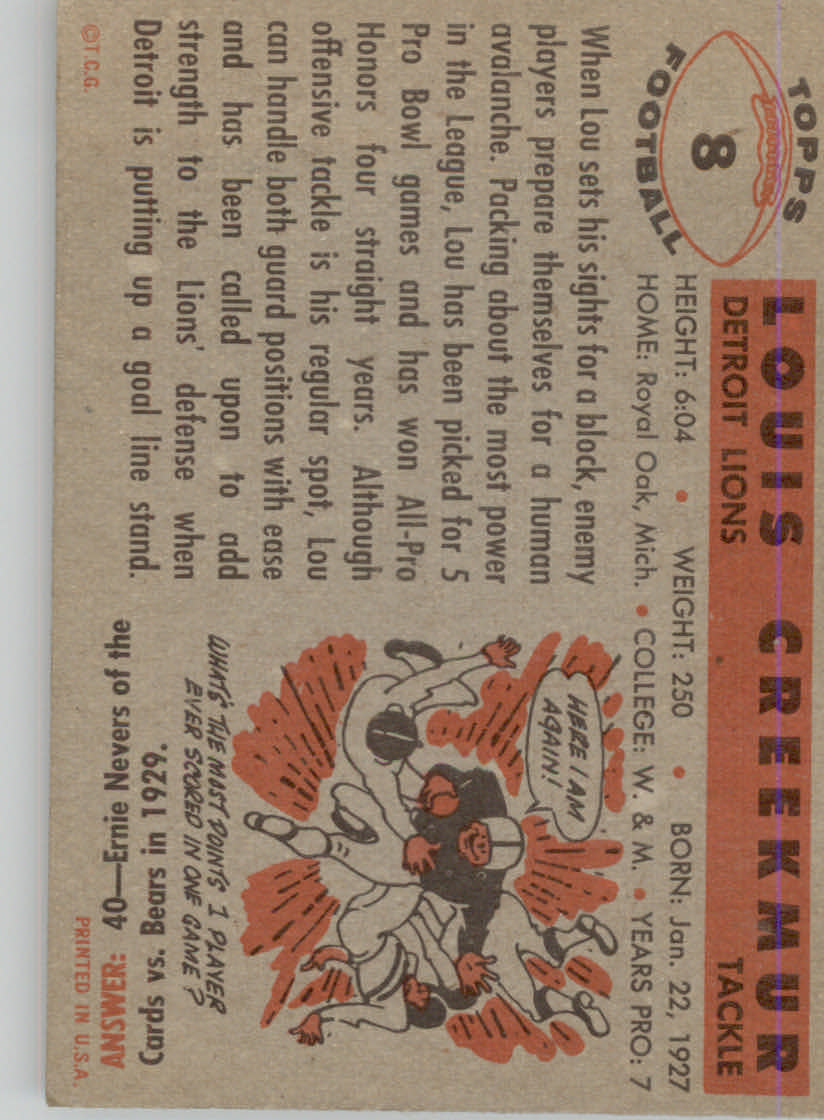 TOPPS
8
FOOTBALL
LOUIS CREEKMUR
DETROIT LIONS TACKLE
HEIGHT: 6:04 • WEIGHT: 250 • BORN: Jan. 22, 1927
HOME: Royal Oak, Mich. • COLLEGE: W. & M. • YEARS PRO: 7
When Lou sets his sights for a block, enemy
players prepare themselves for a human
avalanche. Packing about the most power
in the League, Lou has been picked for 5
Pro Bowl games and has won All-Pro
Honors four straight years. Although
offensive tackle is his regular spot, Lou
can handle both guard positions with ease
and has been called upon to add
strength to the Lions' defense when
Detroit is putting up a goal line stand.
HERE I AM
AGAIN!
WHAT'S THE MOST POINTS 1 PLAYER
EVER SCORED IN ONE GAME?
ANSWER: 40—Ernie Nevers of the
Cards vs. Bears in 1929.
©T.C.G.
PRINTED IN U.S.A.